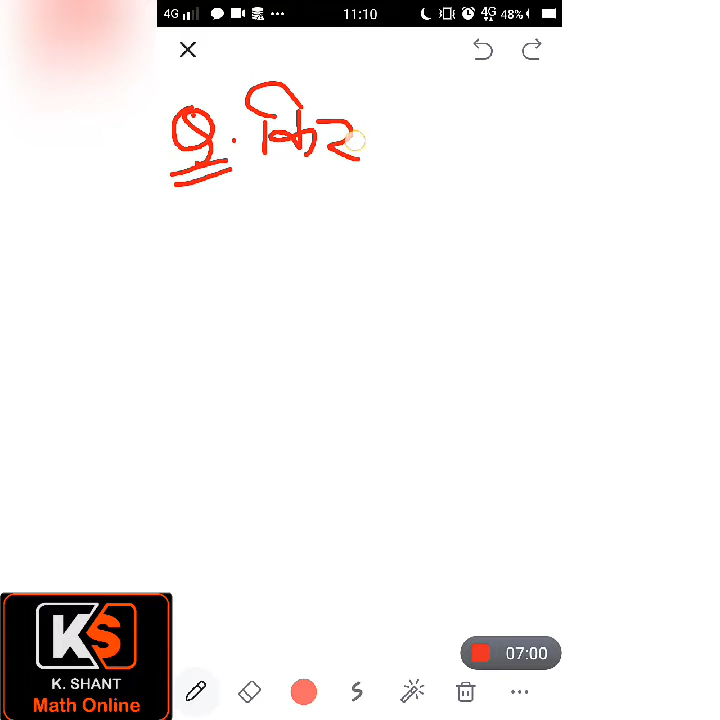 4G 11:10 4G 48%
Q. किर
07:00
S
KS
K. SHANT
Math Online